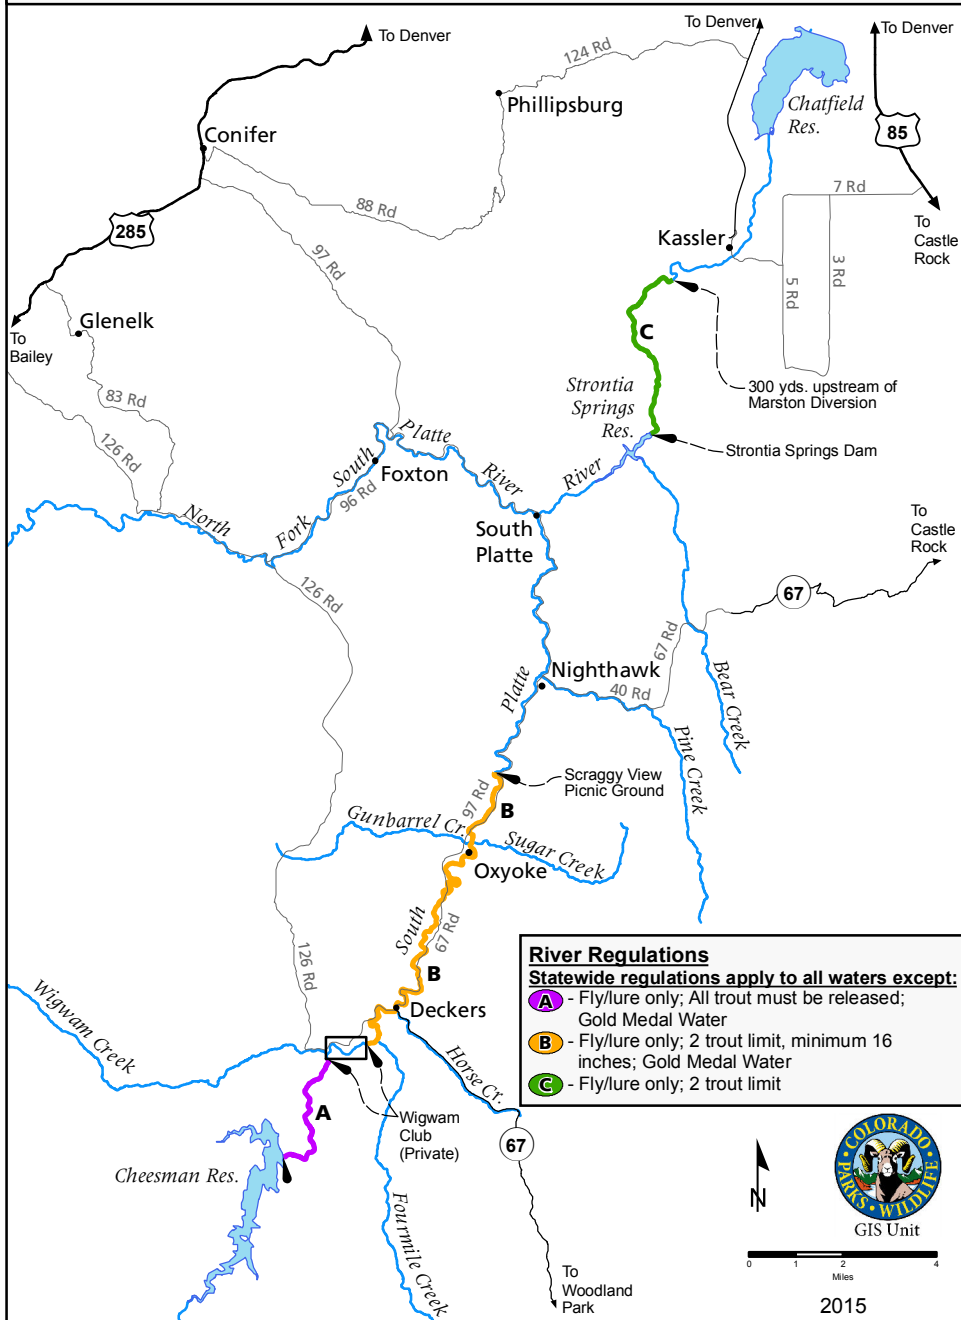 To Denver
To Denver
To Denver
124 Rd
Phillipsburg
Chatfield
Res.
Conifer
85
88 Rd
7 Rd
285
97 Rd
Kassler
To
Castle
Rock
3 Rd
5 Rd
Glenelk
To
Bailey
C
83 Rd
126 Rd
Strontia
Springs
Res.
300 yds. upstream of
Marston Diversion
Strontia Springs Dam
Platte
South
Foxton
96 Rd
River
River
North
Fork
South
Platte
To
Castle
Rock
126 Rd
67
67 Rd
Nighthawk
40 Rd
Platte
Bear Creek
Pine Creek
Scraggy View
Picnic Ground
97 Rd
B
Gunbarrel Cr.
Sugar Creek
Oxyoke
South
67 Rd
126 Rd
B
Deckers
Wigwam Creek
Horse Cr.
A
Wigwam
Club
(Private)
67
Cheesman Res.
Fourmile Creek
To
Woodland
Park
River Regulations
Statewide regulations apply to all waters except:
A - Fly/lure only; All trout must be released;
Gold Medal Water
B - Fly/lure only; 2 trout limit, minimum 16
inches; Gold Medal Water
C - Fly/lure only; 2 trout limit
N
COLORADO
PARKS • WILDLIFE
GIS Unit
0 1 2 4
Miles
2015